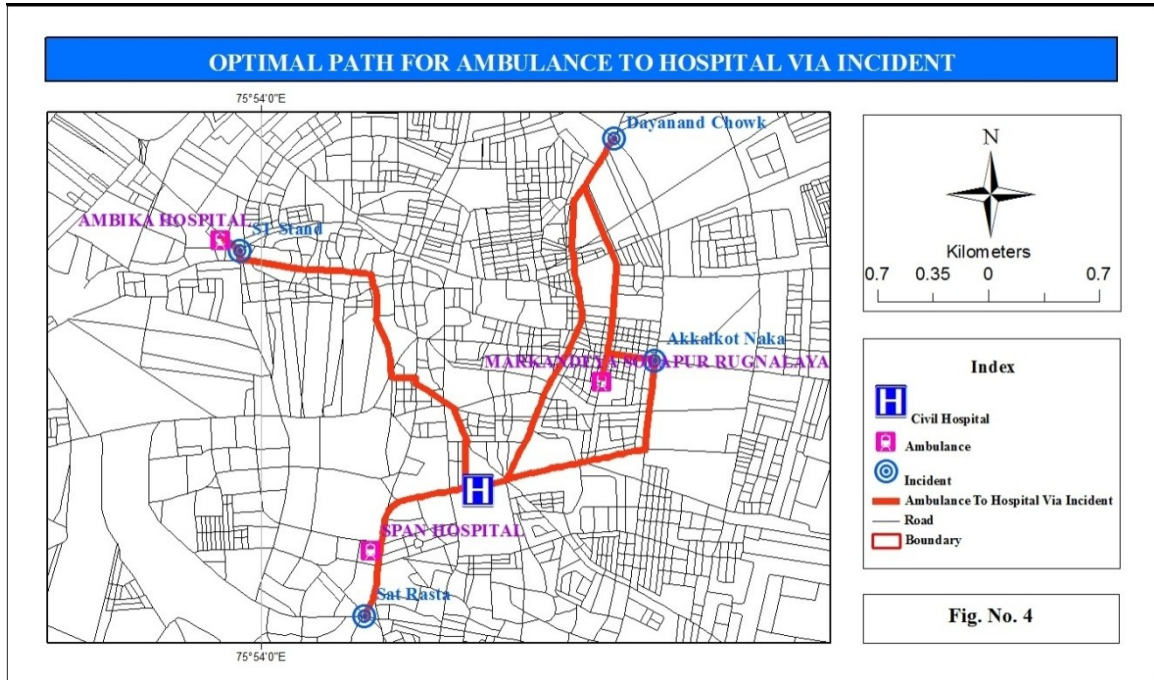 OPTIMAL PATH FOR AMBULANCE TO HOSPITAL VIA INCIDENT
75°54'0"E
Dayanand Chowk
AMBIKA HOSPITAL
ST Stand
Akkalkot Naka
MARKANDEYA SOLAPUR RUGNALAYA
H
SPAN HOSPITAL
Sat Rasta
75°54'0"E
N
Kilometers
0.7 0.35 0 0.7
Index
H Civil Hospital
Ambulance
Incident
Ambulance To Hospital Via Incident
Road
Boundary
Fig. No. 4